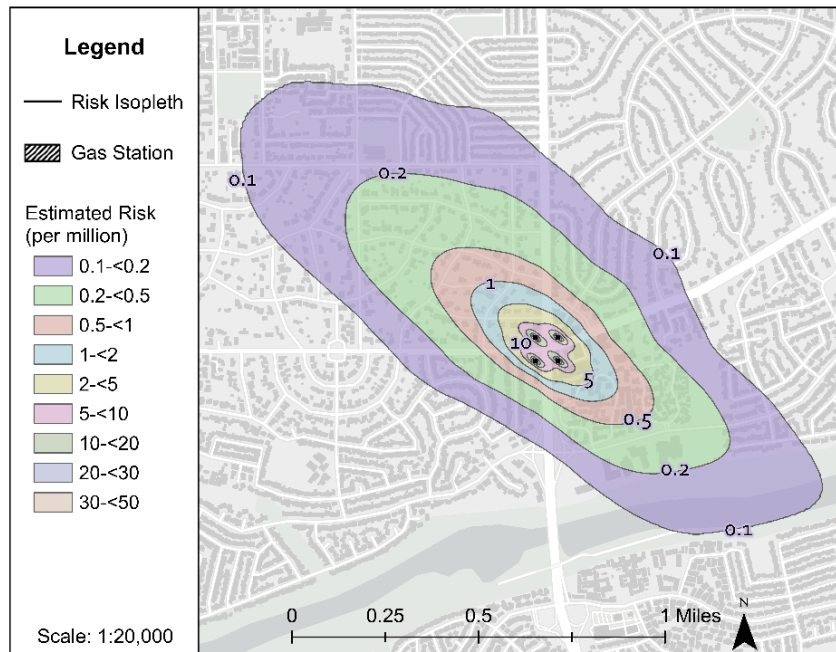 Legend
Risk Isopleth
Gas Station
Estimated Risk
(per million)
0.1-<0.2
0.2-<0.5
0.5-<1
1-<2
2-<5
5-<10
10-<20
20-<30
30-<50
Scale: 1:20,000
0.1
0.2
0.1
1
10
5
0.5
0.2
0.1
0 0.25 0.5 1 Miles
N